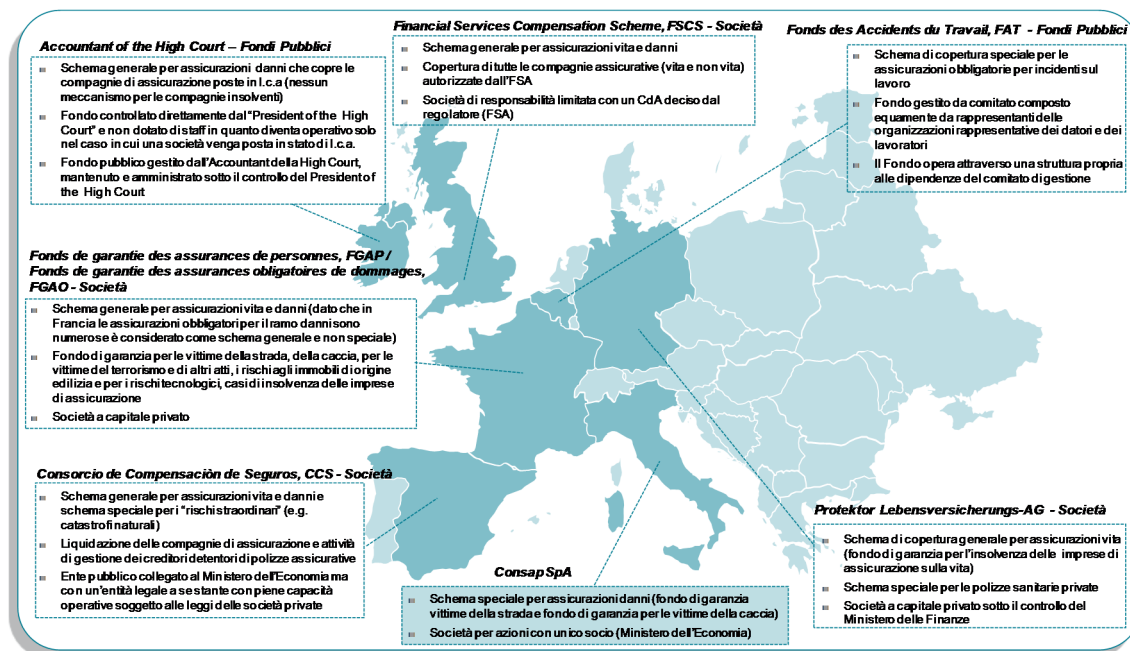 Accountant of the High Court – Fondi Pubblici
Schema generale per assicurazioni danni che copre le
compagnie di assicurazione poste in l.c.a (nessun
meccanismo per le compagnie insolventi)
Fondo controllato direttamente dal "President of the High
Court" e non dotato di staff in quanto diventa operativo solo
nel caso in cui una società venga posta in stato di l.c.a.
Fondo pubblico gestito dall'Accountant della High Court,
mantenuto e amministrato sotto il controllo del President of
the High Court
Financial Services Compensation Scheme, FSCS - Società
Schema generale per assicurazioni vita e danni
Copertura di tutte le compagnie assicurative (vita e non vita)
autorizzate dall'FSA
Società di responsabilità limitata con un CdA deciso dal
regolatore (FSA)
Fonds des Accidents du Travail, FAT - Fondi Pubblici
Schema di copertura speciale per le
assicurazioni obbligatorie per incidenti sul
lavoro
Fondo gestito da comitato composto
equamente da rappresentanti delle
organizzazioni rappresentative dei datori e dei
lavoratori
Il Fondo opera attraverso una struttura propria
alle dipendenze del comitato di gestione
Fonds de garantie des assurances de personnes, FGAP /
Fonds de garantie des assurances obligatoires de dommages,
FGAO - Società
Schema generale per assicurazioni vita e danni (dato che in
Francia le assicurazioni obbligatori per il ramo danni sono
numerose è considerato come schema generale e non speciale)
Fondo di garanzia per le vittime della strada, della caccia, per le
vittime del terrorismo e di altri atti, i rischi agli immobili di origine
edilizia e per i rischi tecnologici, casi di insolvenza delle imprese
di assicurazione
Società a capitale privato
Consorcio de Compensaciòn de Seguros, CCS - Società
Schema generale per assicurazioni vita e danni e
schema speciale per i "rischi straordinari" (e.g.
catastrofi naturali)
Liquidazione delle compagnie di assicurazione e attività
di gestione dei creditori detentori di polizze assicurative
Ente pubblico collegato al Ministero dell'Economia ma
con un'entità legale a se stante con piene capacità
operative soggetto alle leggi delle società private
Consap SpA
Schema speciale per assicurazioni danni (fondo di garanzia
vittime della strada e fondo di garanzia per le vittime della caccia)
Società per azioni con unico socio (Ministero dell'Economia)
Protektor Lebensversicherungs-AG - Società
Schema di copertura generale per assicurazioni vita
(fondo di garanzia per l'insolvenza delle imprese di
assicurazione sulla vita)
Schema speciale per le polizze sanitarie private
Società a capitale privato sotto il controllo del
Ministero delle Finanze